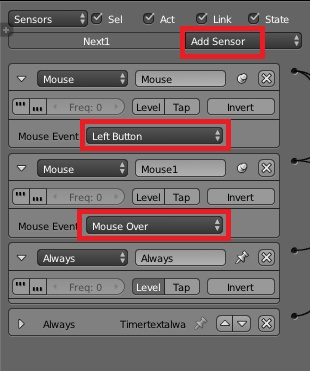 Sensors Sel Act Link State
Next1 Add Sensor
Mouse Mouse
Freq: 0 Level Tap Invert
Mouse Event Left Button
Mouse Mouse1
Freq: 0 Level Tap Invert
Mouse Event Mouse Over
Always Always
Freq: 0 Level Tap Invert
Always Timertextalwa